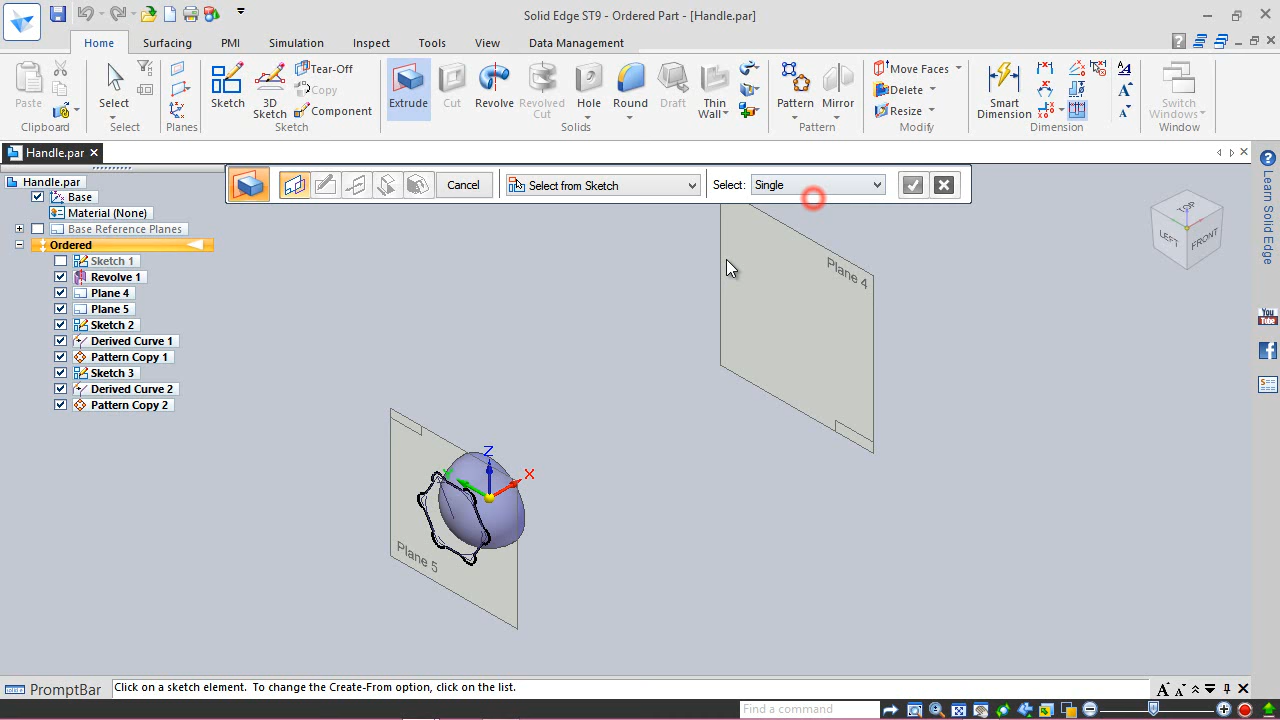 Solid Edge ST9 - Ordered Part - [Handle.par]
Home Surfacing PMI Simulation Inspect Tools View Data Management
Paste
Clipboard
Select
Select
Planes
Sketch
3D Sketch
Tear-Off
Copy
Component
Sketch
Extrude
Cut
Revolve
Revolved Cut
Hole
Round
Draft
Thin Wall
Solids
Pattern
Mirror
Pattern
Move Faces
Delete
Resize
Modify
Smart Dimension
Dimension
Switch Windows
Window
Handle.par
Cancel
Select from Sketch
Select:
Single
Handle.par
Base
Material (None)
Base Reference Planes
Ordered
Sketch 1
Revolve 1
Plane 4
Plane 5
Sketch 2
Derived Curve 1
Pattern Copy 1
Sketch 3
Derived Curve 2
Pattern Copy 2
Plane 4
Z
X
Plane 5
TOP
LEFT
FRONT
Learn Solid Edge
You Tube
PromptBar
Click on a sketch element. To change the Create-From option, click on the list.
Find a command